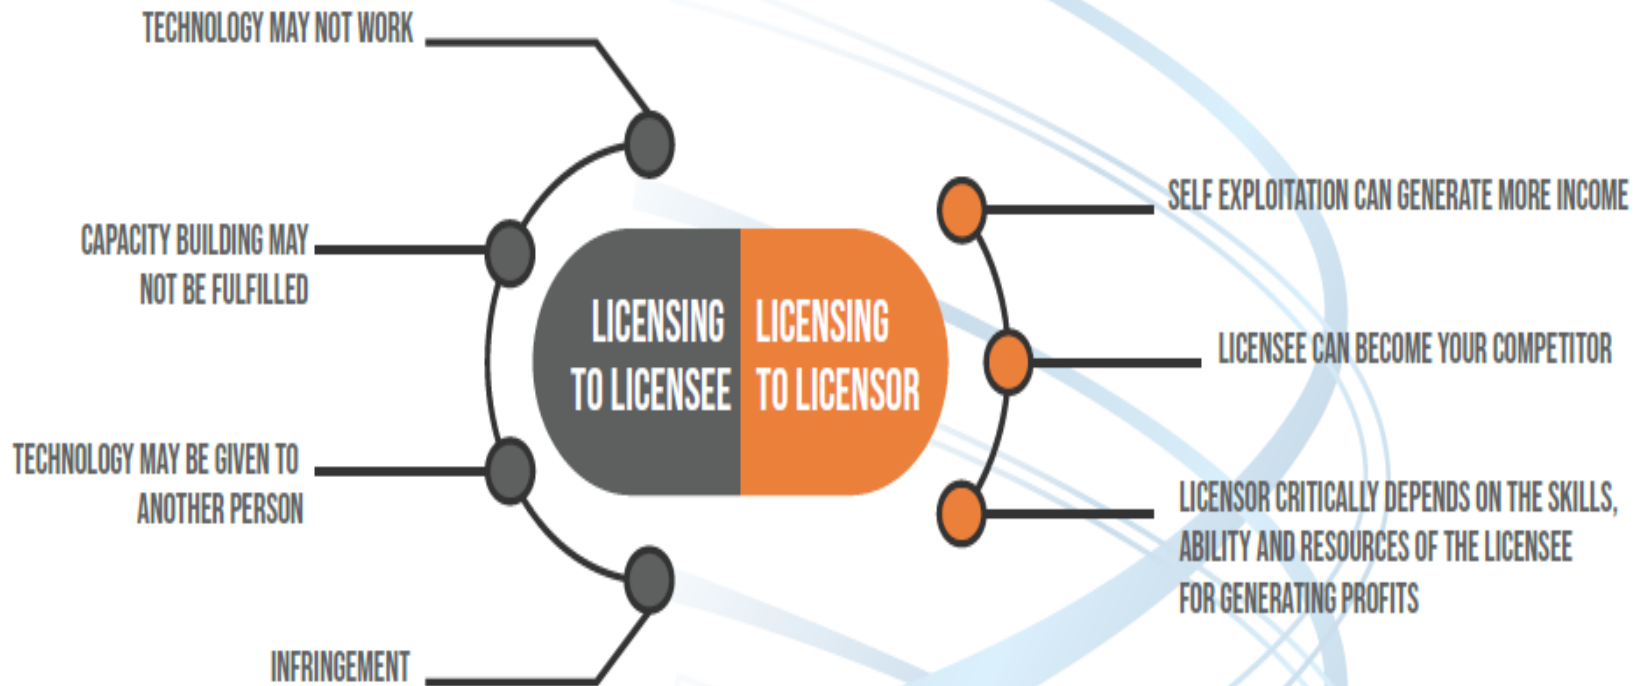 TECHNOLOGY MAY NOT WORK
CAPACITY BUILDING MAY
NOT BE FULFILLED
TECHNOLOGY MAY BE GIVEN TO
ANOTHER PERSON
INFRINGEMENT
LICENSING
TO LICENSEE
LICENSING
TO LICENSOR
SELF EXPLOITATION CAN GENERATE MORE INCOME
LICENSEE CAN BECOME YOUR COMPETITOR
LICENSOR CRITICALLY DEPENDS ON THE SKILLS,
ABILITY AND RESOURCES OF THE LICENSEE
FOR GENERATING PROFITS